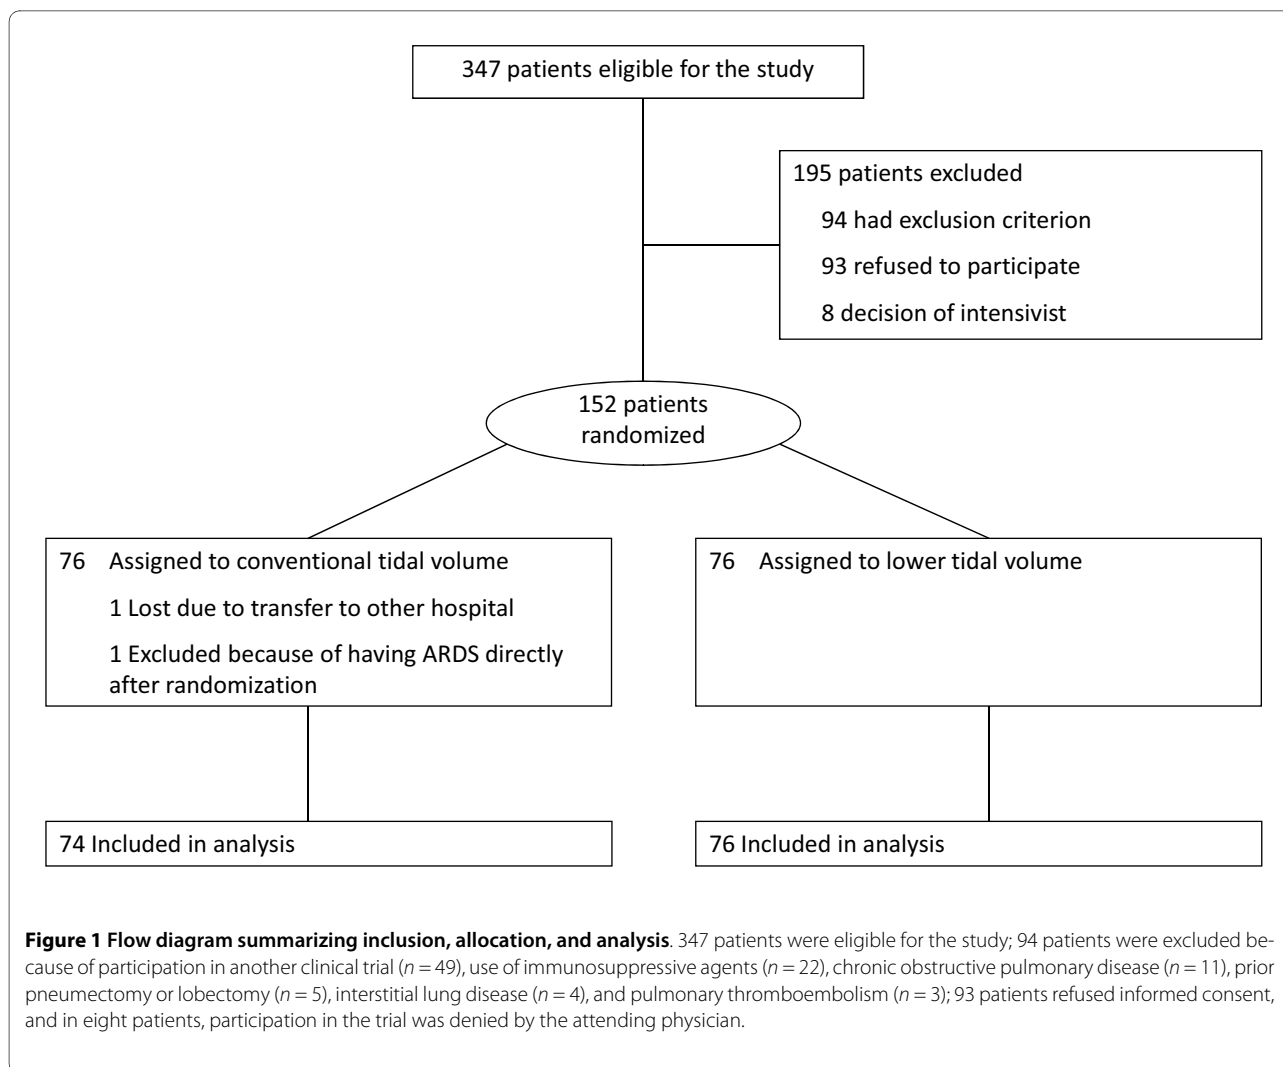 347 patients eligible for the study
195 patients excluded
94 had exclusion criterion
93 refused to participate
8 decision of intensivist
152 patients
randomized
76 Assigned to conventional tidal volume
1 Lost due to transfer to other hospital
1 Excluded because of having ARDS directly
after randomization
76 Assigned to lower tidal volume
74 Included in analysis
76 Included in analysis
Figure 1 Flow diagram summarizing inclusion, allocation, and analysis. 347 patients were eligible for the study; 94 patients were excluded be-
cause of participation in another clinical trial (n = 49), use of immunosuppressive agents (n = 22), chronic obstructive pulmonary disease (n = 11), prior
pneumectomy or lobectomy (n = 5), interstitial lung disease (n = 4), and pulmonary thromboembolism (n = 3); 93 patients refused informed consent,
and in eight patients, participation in the trial was denied by the attending physician.